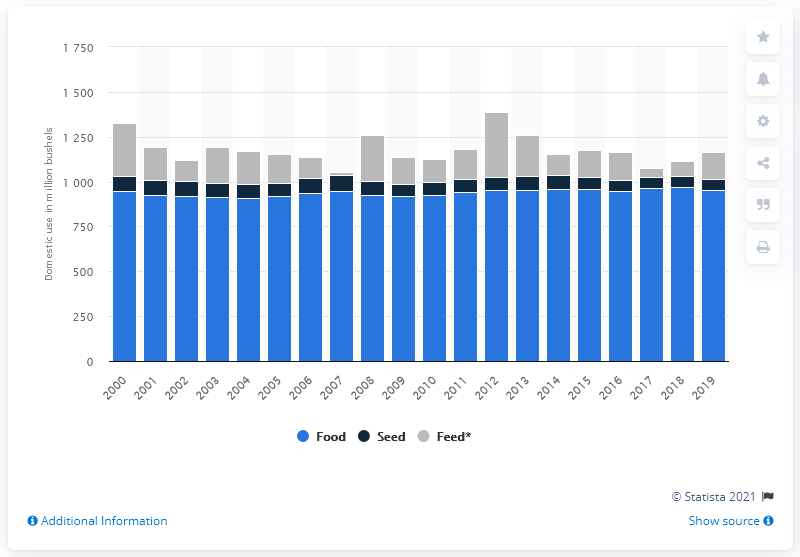 Domestic use in million bushels
1 750
1 500
1 250
1 000
750
500
250
0
2000 2001 2002 2003 2004 2005 2006 2007 2008 2009 2010 2011 2012 2013 2014 2015 2016 2017 2018 2019
Food Seed Feed*
© Statista 2021
Additional Information Show source